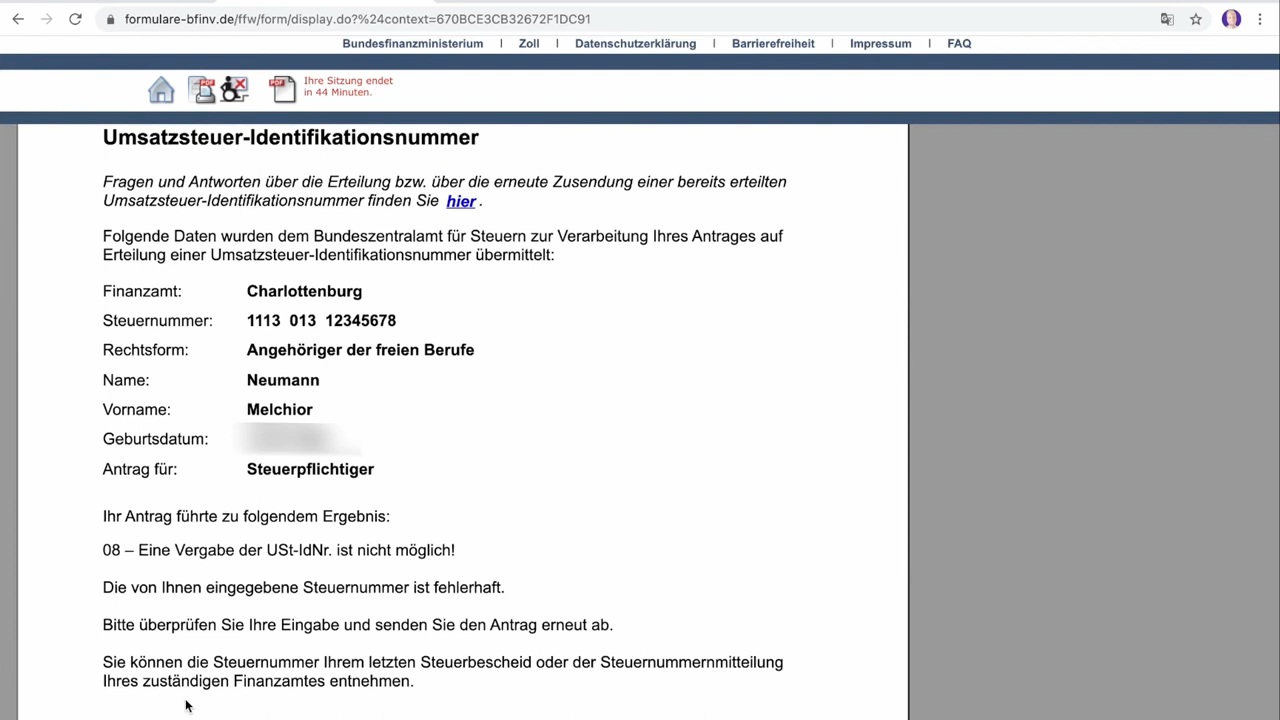 formulare-bfinv.de/ffw/form/display.do?%24context=670BCE3CB32672F1DC91
Bundesfinanzministerium | Zoll | Datenschutzerklärung | Barrierefreiheit | Impressum | FAQ
PDF PDF Ihre Sitzung endet
in 44 Minuten.
Umsatzsteuer-Identifikationsnummer
Fragen und Antworten über die Erteilung bzw. über die erneute Zusendung einer bereits erteilten
Umsatzsteuer-Identifikationsnummer finden Sie hier .
Folgende Daten wurden dem Bundeszentralamt für Steuern zur Verarbeitung Ihres Antrages auf
Erteilung einer Umsatzsteuer-Identifikationsnummer übermittelt:
Finanzamt: Charlottenburg
Steuernummer: 1113 013 12345678
Rechtsform: Angehöriger der freien Berufe
Name: Neumann
Vorname: Melchior
Geburtsdatum:
Antrag für: Steuerpflichtiger
Ihr Antrag führte zu folgendem Ergebnis:
08 – Eine Vergabe der USt-IdNr. ist nicht möglich!
Die von Ihnen eingegebene Steuernummer ist fehlerhaft.
Bitte überprüfen Sie Ihre Eingabe und senden Sie den Antrag erneut ab.
Sie können die Steuernummer Ihrem letzten Steuerbescheid oder der Steuernummernmitteilung
Ihres zuständigen Finanzamtes entnehmen.